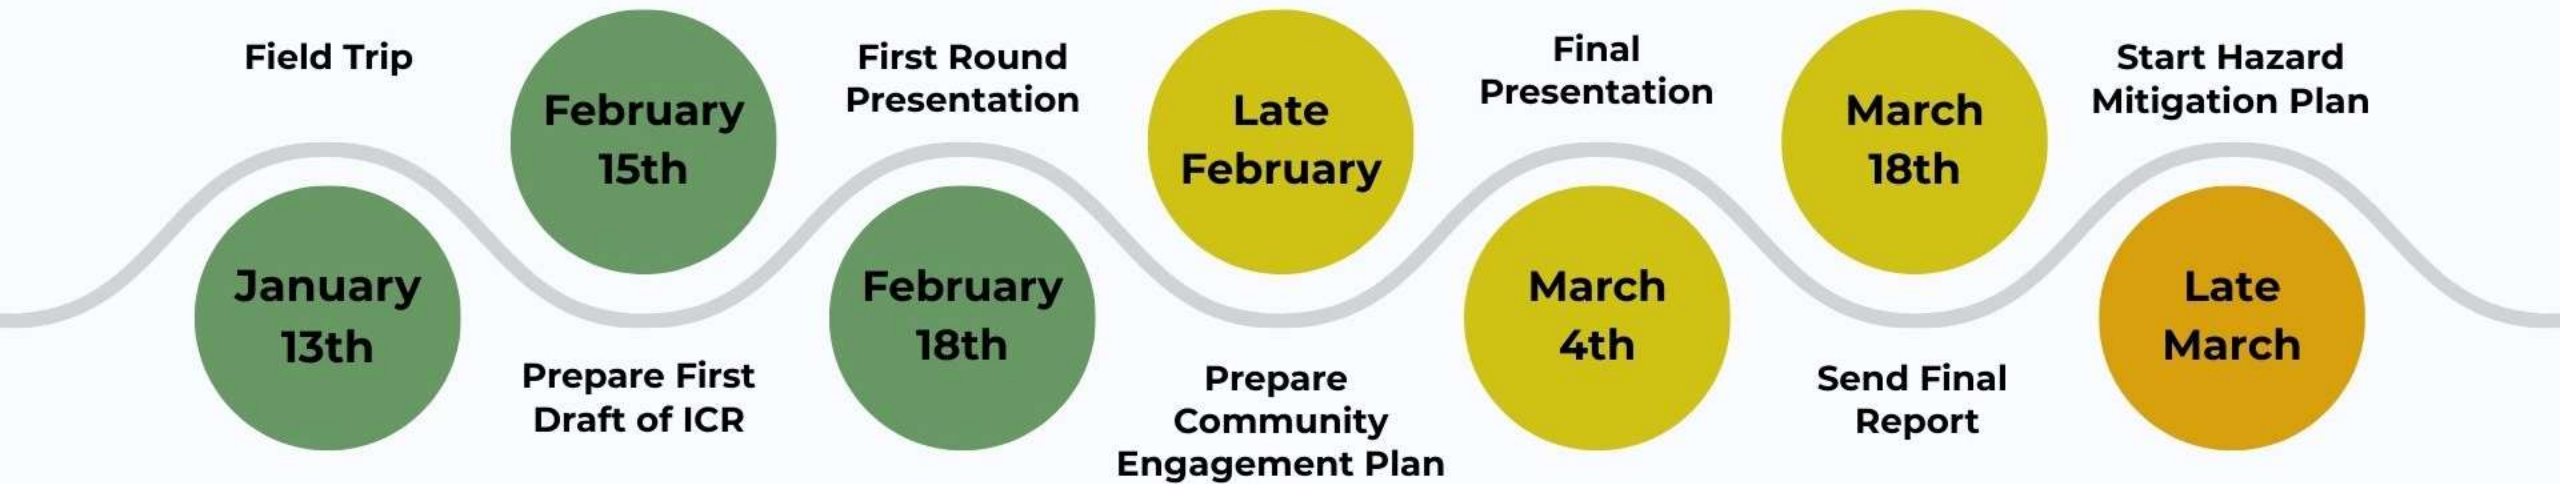 Field Trip
January
13th
February
15th
Prepare First
Draft of ICR
First Round
Presentation
February
18th
Late
February
Prepare
Community
Engagement Plan
Final
Presentation
March
4th
March
18th
Send Final
Report
Start Hazard
Mitigation Plan
Late
March